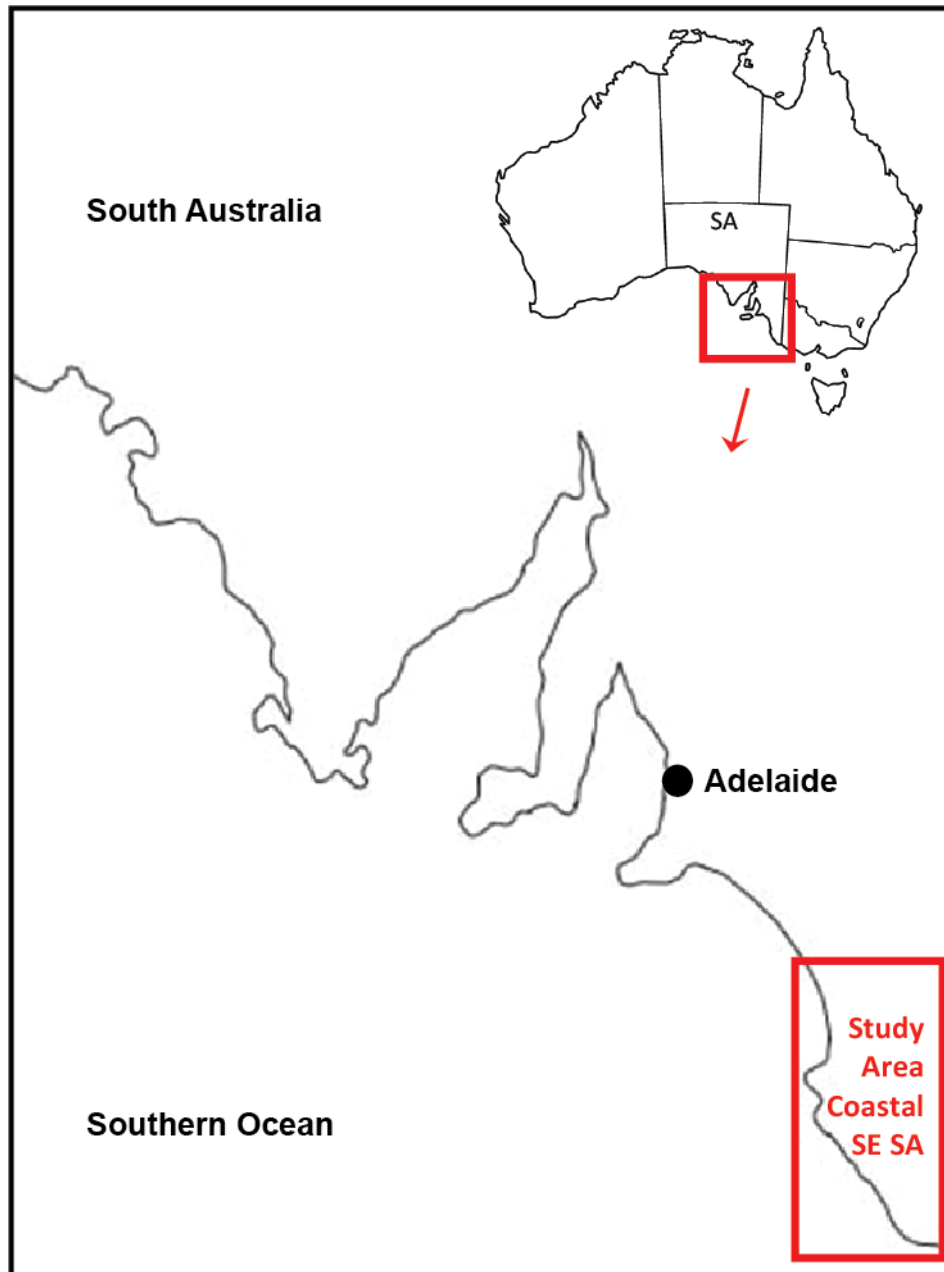 South Australia
SA
Adelaide
Study
Area
Coastal
SE SA
Southern Ocean